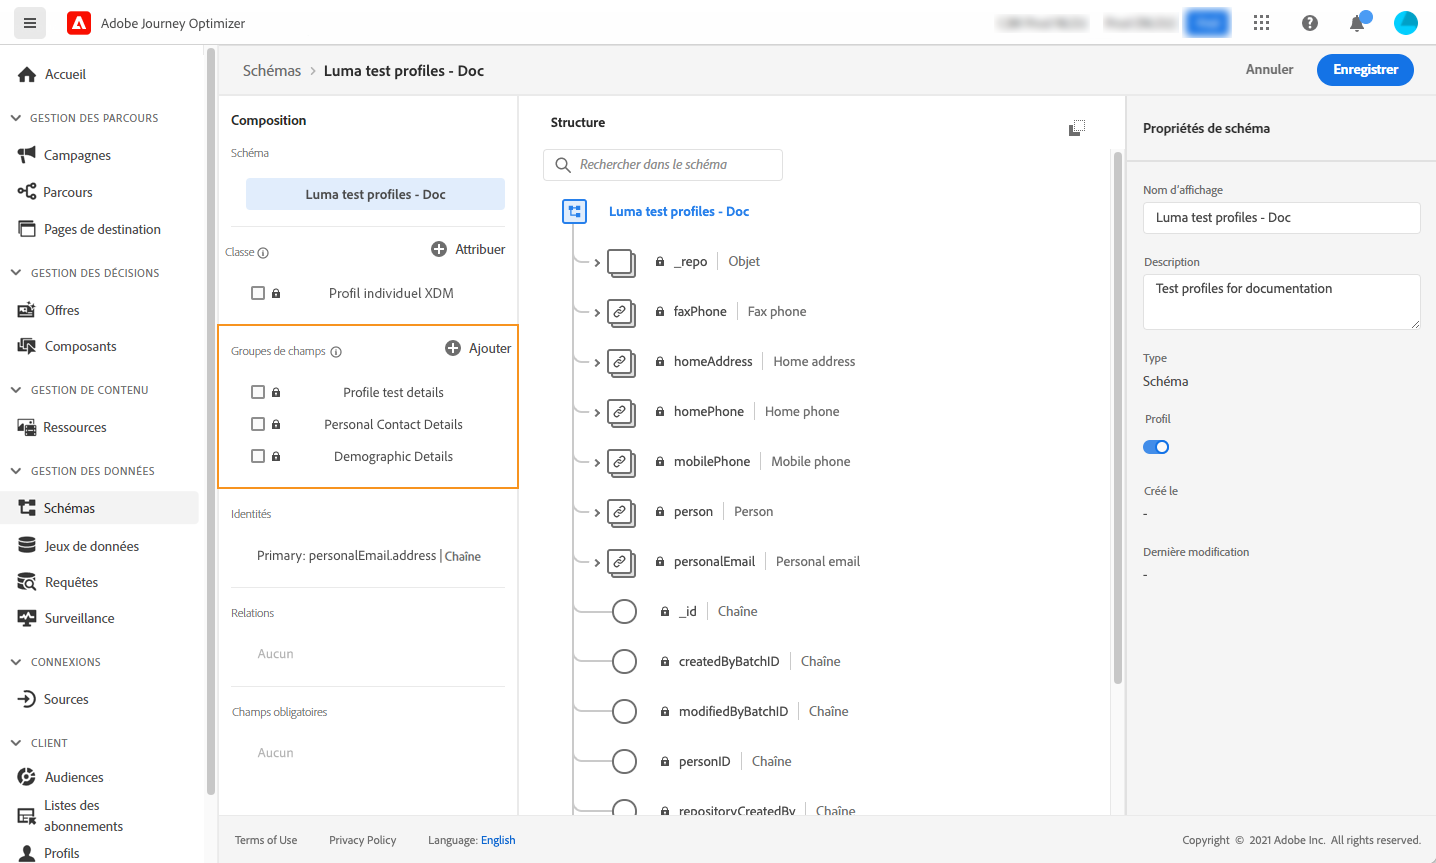 Adobe Journey Optimizer
Accueil
GESTION DES PARCOURS
Campagnes
Parcours
Pages de destination
GESTION DES DÉCISIONS
Offres
Composants
GESTION DE CONTENU
Ressources
GESTION DES DONNÉES
Schémas
Jeux de données
Requêtes
Surveillance
CONNEXIONS
Sources
CLIENT
Audiences
Listes des
abonnements
Profils
Schémas > Luma test profiles - Doc
Annuler
Enregistrer
Composition
Schéma
Luma test profiles - Doc
Classe
Attribuer
Profil individuel XDM
Groupes de champs
Ajouter
Profile test details
Personal Contact Details
Demographic Details
Identités
Primary: personalEmail.address | Chaîne
Relations
Aucun
Champs obligatoires
Aucun
Structure
Rechercher dans le schéma
Luma test profiles - Doc
_repo | Objet
faxPhone | Fax phone
homeAddress | Home address
homePhone | Home phone
mobilePhone | Mobile phone
person | Person
personalEmail | Personal email
_id | Chaîne
createdByBatchID | Chaîne
modifiedByBatchID | Chaîne
personID | Chaîne
repositoryCreatedBy | Chaîne
Propriétés de schéma
Nom d'affichage
Luma test profiles - Doc
Description
Test profiles for documentation
Type
Schéma
Profil
Créé le
-
Dernière modification
-
Terms of Use
Privacy Policy
Language: English
Copyright © 2021 Adobe Inc. All rights reserved.